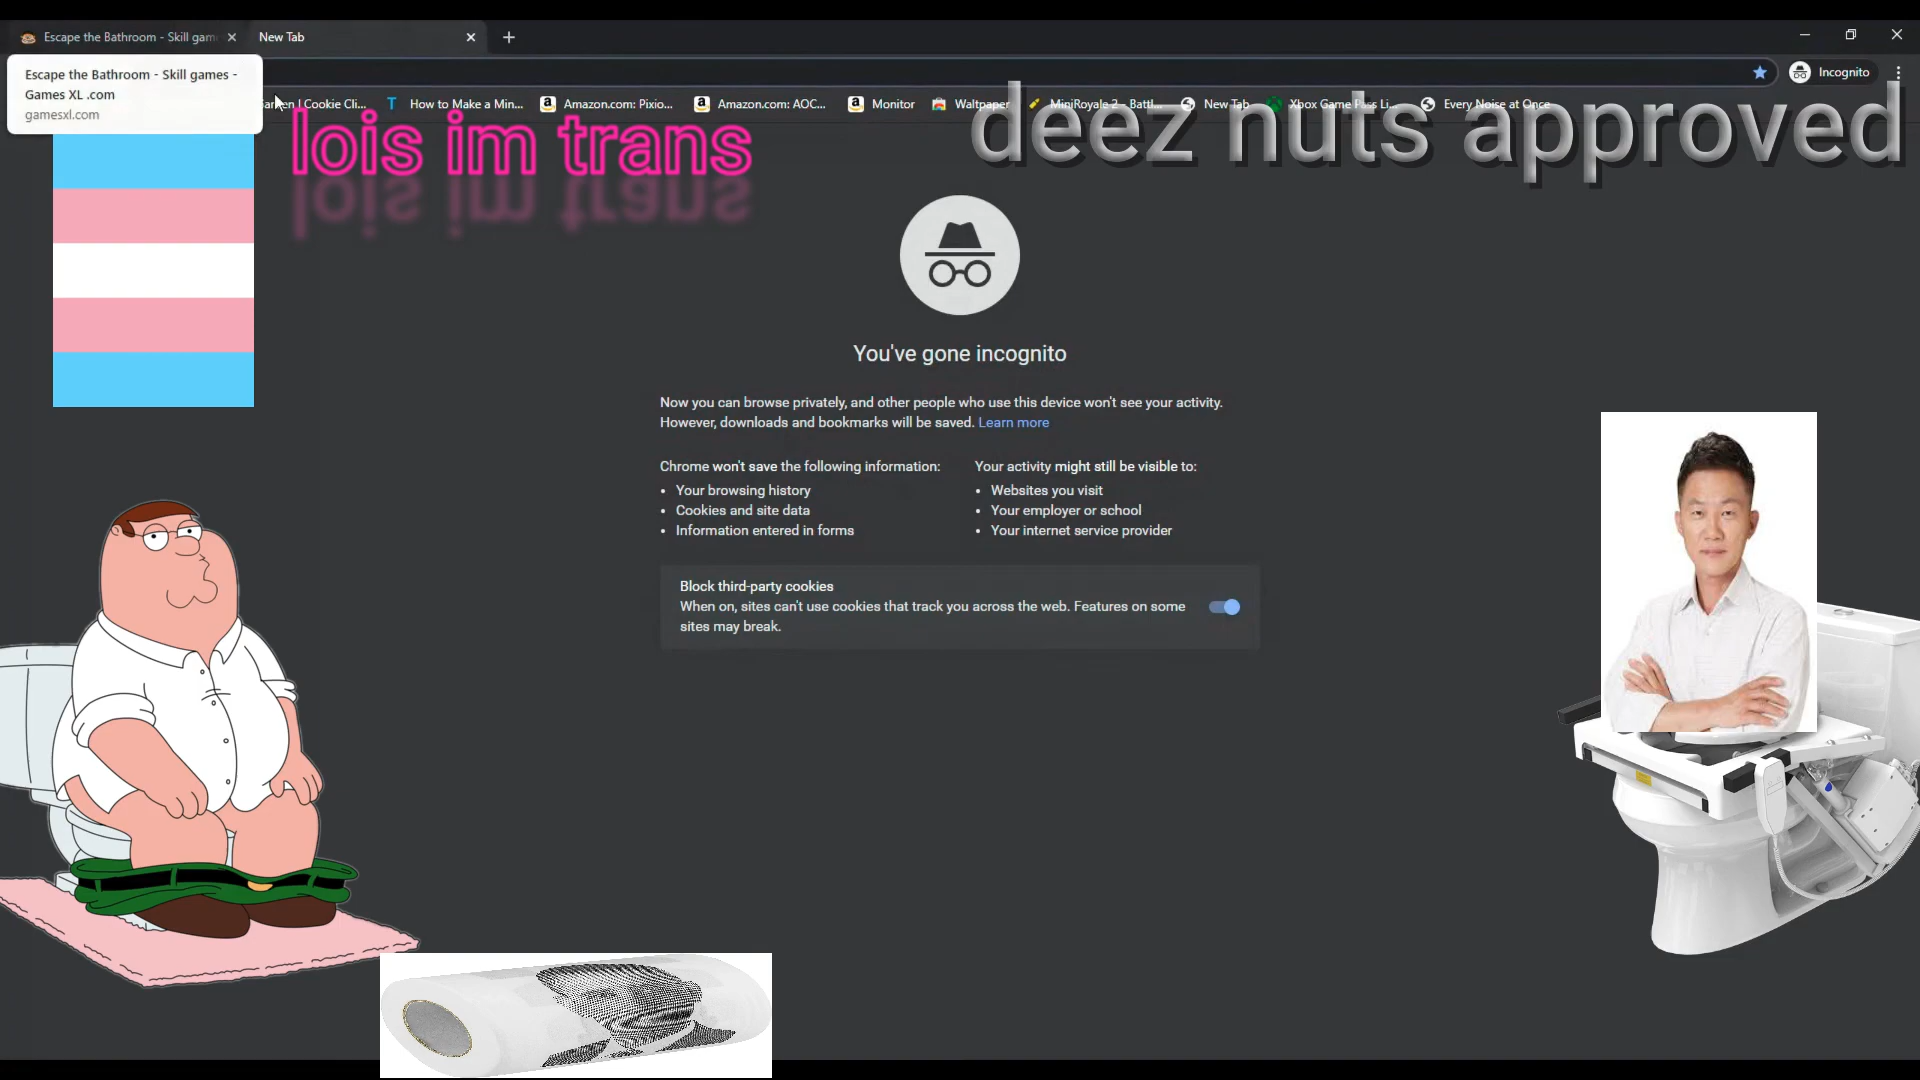 Escape the Bathroom - Skill gam
New Tab
Escape the Bathroom - Skill games -
Games XL .com
gamesxl.com
Incognito
Cookie Cli...
How to Make a Min...
Amazon.com: Pixio...
Amazon.com: AOC...
Monitor
Wallpaper
MiniRoyale 2 - Battl...
New Tab
Xbox Game Pass Li...
Every Noise at Once
lois im trans
deez nuts approved
You've gone incognito
Now you can browse privately, and other people who use this device won't see your activity.
However, downloads and bookmarks will be saved. Learn more
Chrome won't save the following information:
• Your browsing history
• Cookies and site data
• Information entered in forms
Your activity might still be visible to:
• Websites you visit
• Your employer or school
• Your internet service provider
Block third-party cookies
When on, sites can't use cookies that track you across the web. Features on some
sites may break.